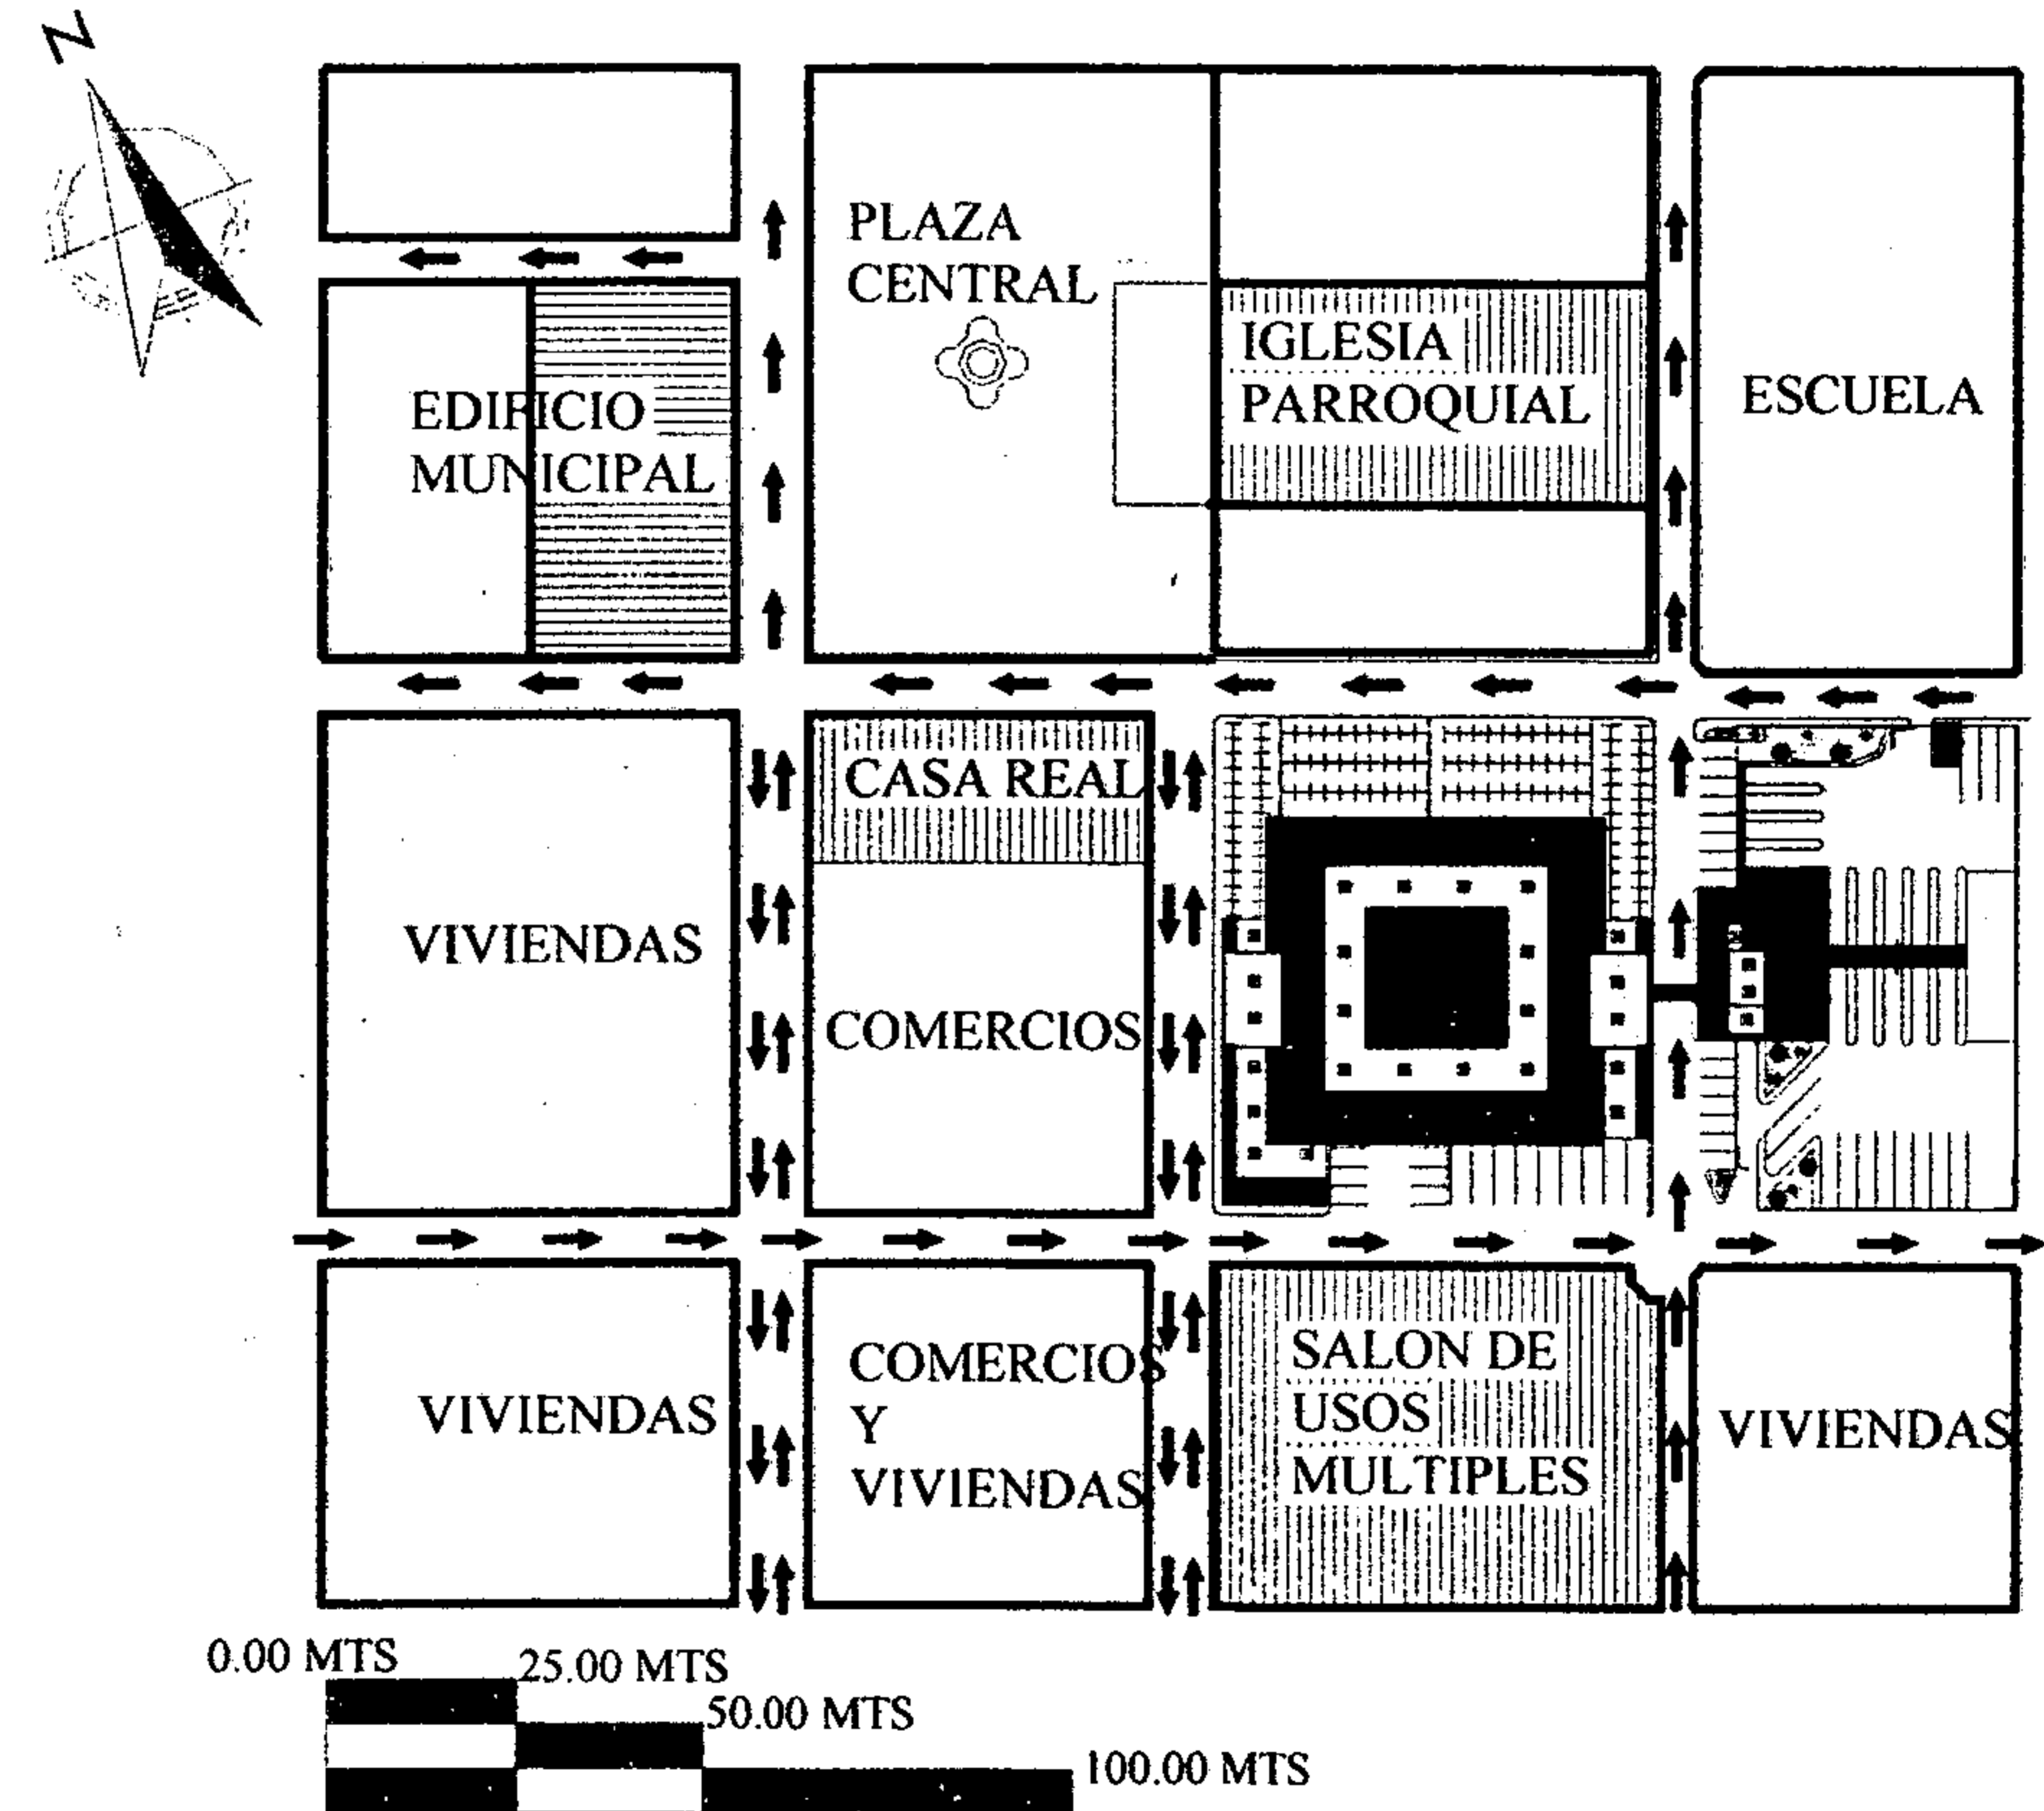 N
PLAZA
CENTRAL
IGLESIA
PARROQUIAL
ESCUELA
EDIFICIO
MUNICIPAL
CASA REAL
VIVIENDAS
COMERCIOS
VIVIENDAS
COMERCIOS
Y
VIVIENDAS
SALON DE
USOS
MULTIPLES
VIVIENDAS
0.00 MTS
25.00 MTS
50.00 MTS
100.00 MTS